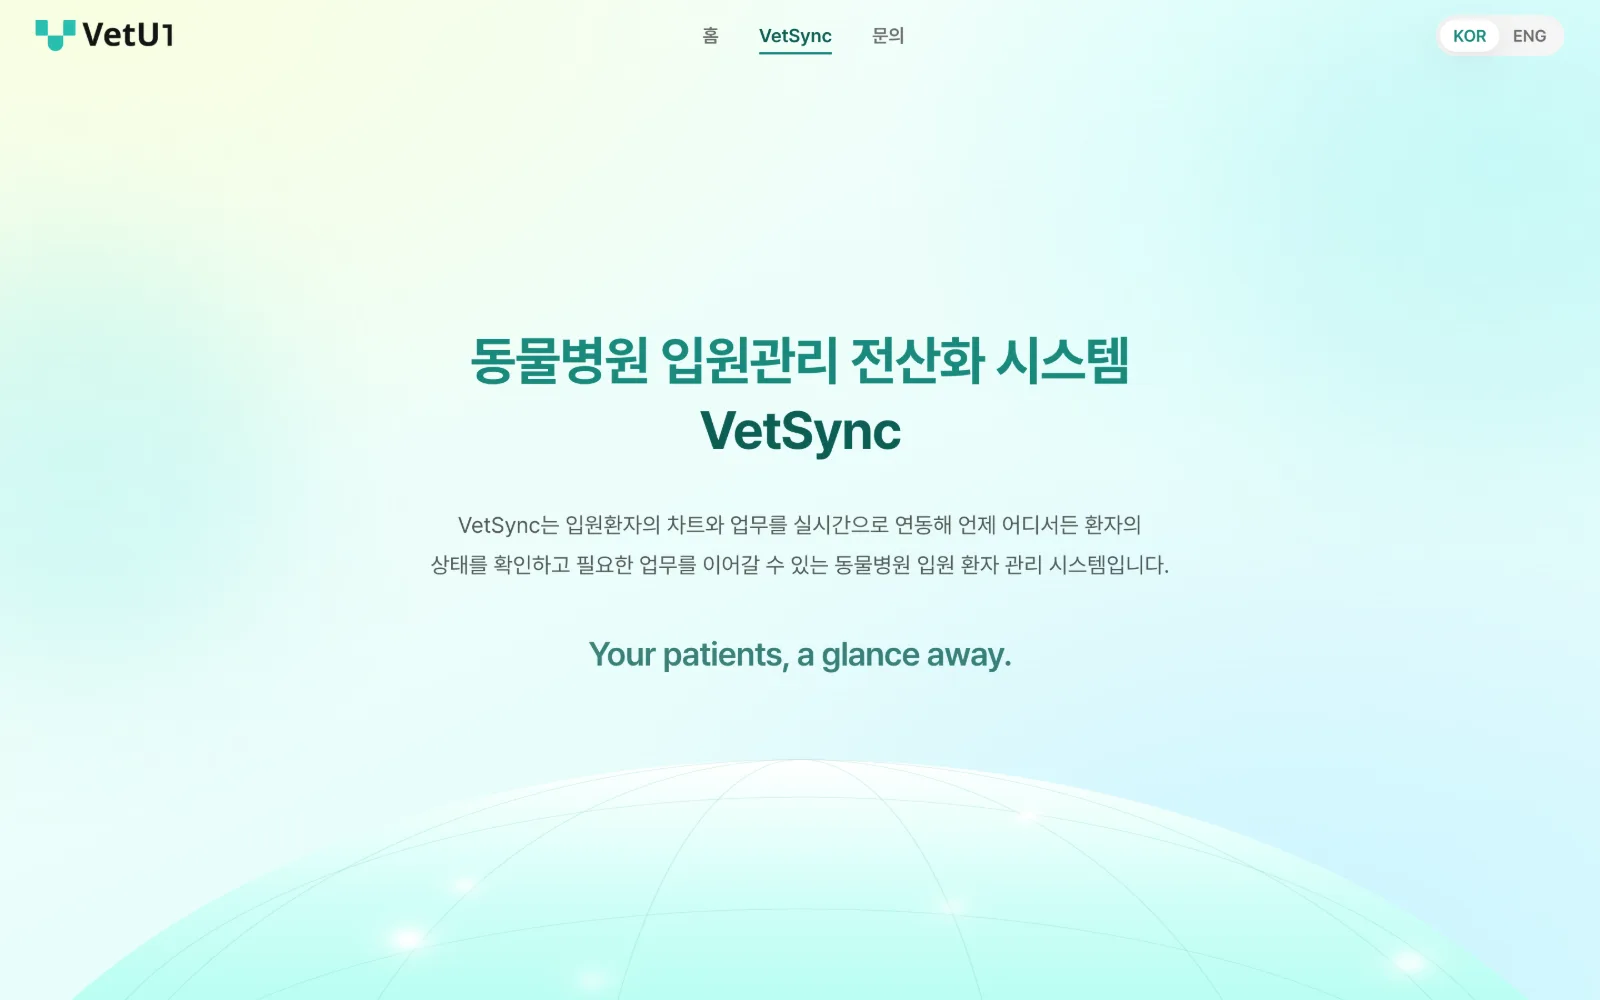 VetU1
홈
VetSync
문의
KOR
ENG
동물병원 입원관리 전산화 시스템
VetSync
VetSync는 입원환자의 차트와 업무를 실시간으로 연동해 언제 어디서든 환자의
상태를 확인하고 필요한 업무를 이어갈 수 있는 동물병원 입원 환자 관리 시스템입니다.
Your patients, a glance away.